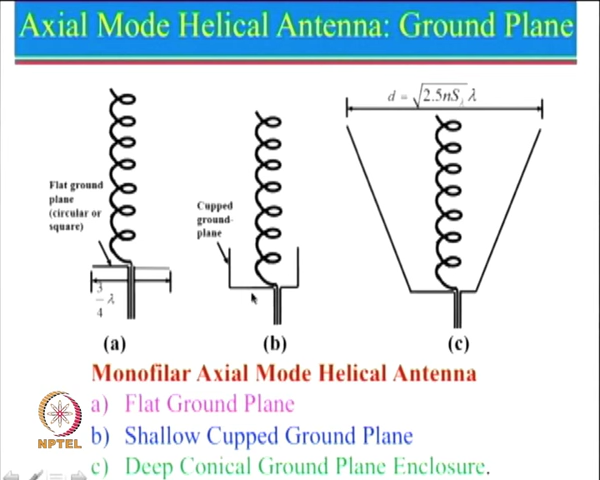 Axial Mode Helical Antenna: Ground Plane
d = √2.5nSλ λ
Flat ground
plane
(circular or
square)
Cupped
ground-
plane
3/4 λ
(a)
(b)
(c)
Monofilar Axial Mode Helical Antenna
a) Flat Ground Plane
b) Shallow Cupped Ground Plane
c) Deep Conical Ground Plane Enclosure.
NPTEL